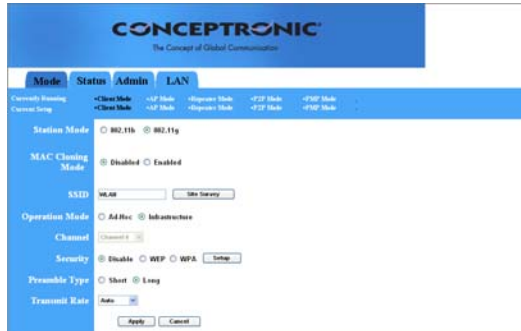 CONCEPTRONIC
The Concept of Global Communication
Mode Status Admin LAN
Currently Running •Client Mode •AP Mode •Repeater Mode •P2P Mode •PMP Mode
Current Setup •Client Mode •AP Mode •Repeater Mode •P2P Mode •PMP Mode
Station Mode 802.11b 802.11g
MAC Cloning Mode Disabled Enabled
SSID WLAN Site Survey
Operation Mode Ad-Hoc Infrastructure
Channel Channel 6
Security Disable WEP WPA Setup
Preamble Type Short Long
Transmit Rate Auto
Apply Cancel